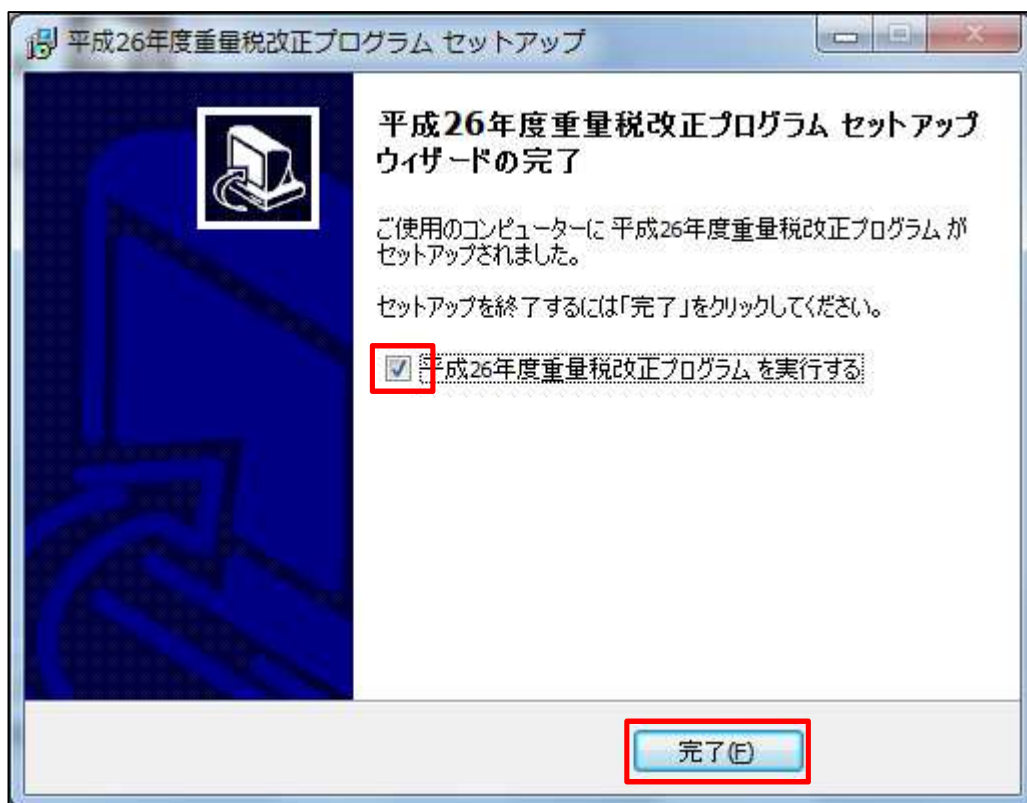 平成26年度重量税改正プログラム セットアップ
平成26年度重量税改正プログラム セットアップ
ウィザードの完了
ご使用のコンピューターに 平成26年度重量税改正プログラム が
セットアップされました。
セットアップを終了するには「完了」をクリックしてください。
平成26年度重量税改正プログラム を実行する
完了(F)